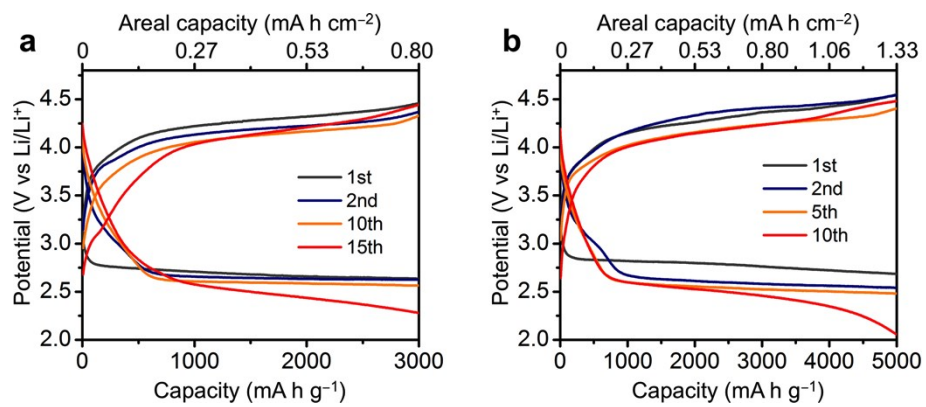 a
Areal capacity (mA h cm⁻²)
0 0.27 0.53 0.80
4.5
4.0
3.5
3.0
2.5
2.0
Potential (V vs Li/Li⁺)
1st
2nd
10th
15th
0 1000 2000 3000
Capacity (mA h g⁻¹)
b
Areal capacity (mA h cm⁻²)
0 0.27 0.53 0.80 1.06 1.33
4.5
4.0
3.5
3.0
2.5
2.0
Potential (V vs Li/Li⁺)
1st
2nd
5th
10th
0 1000 2000 3000 4000 5000
Capacity (mA h g⁻¹)